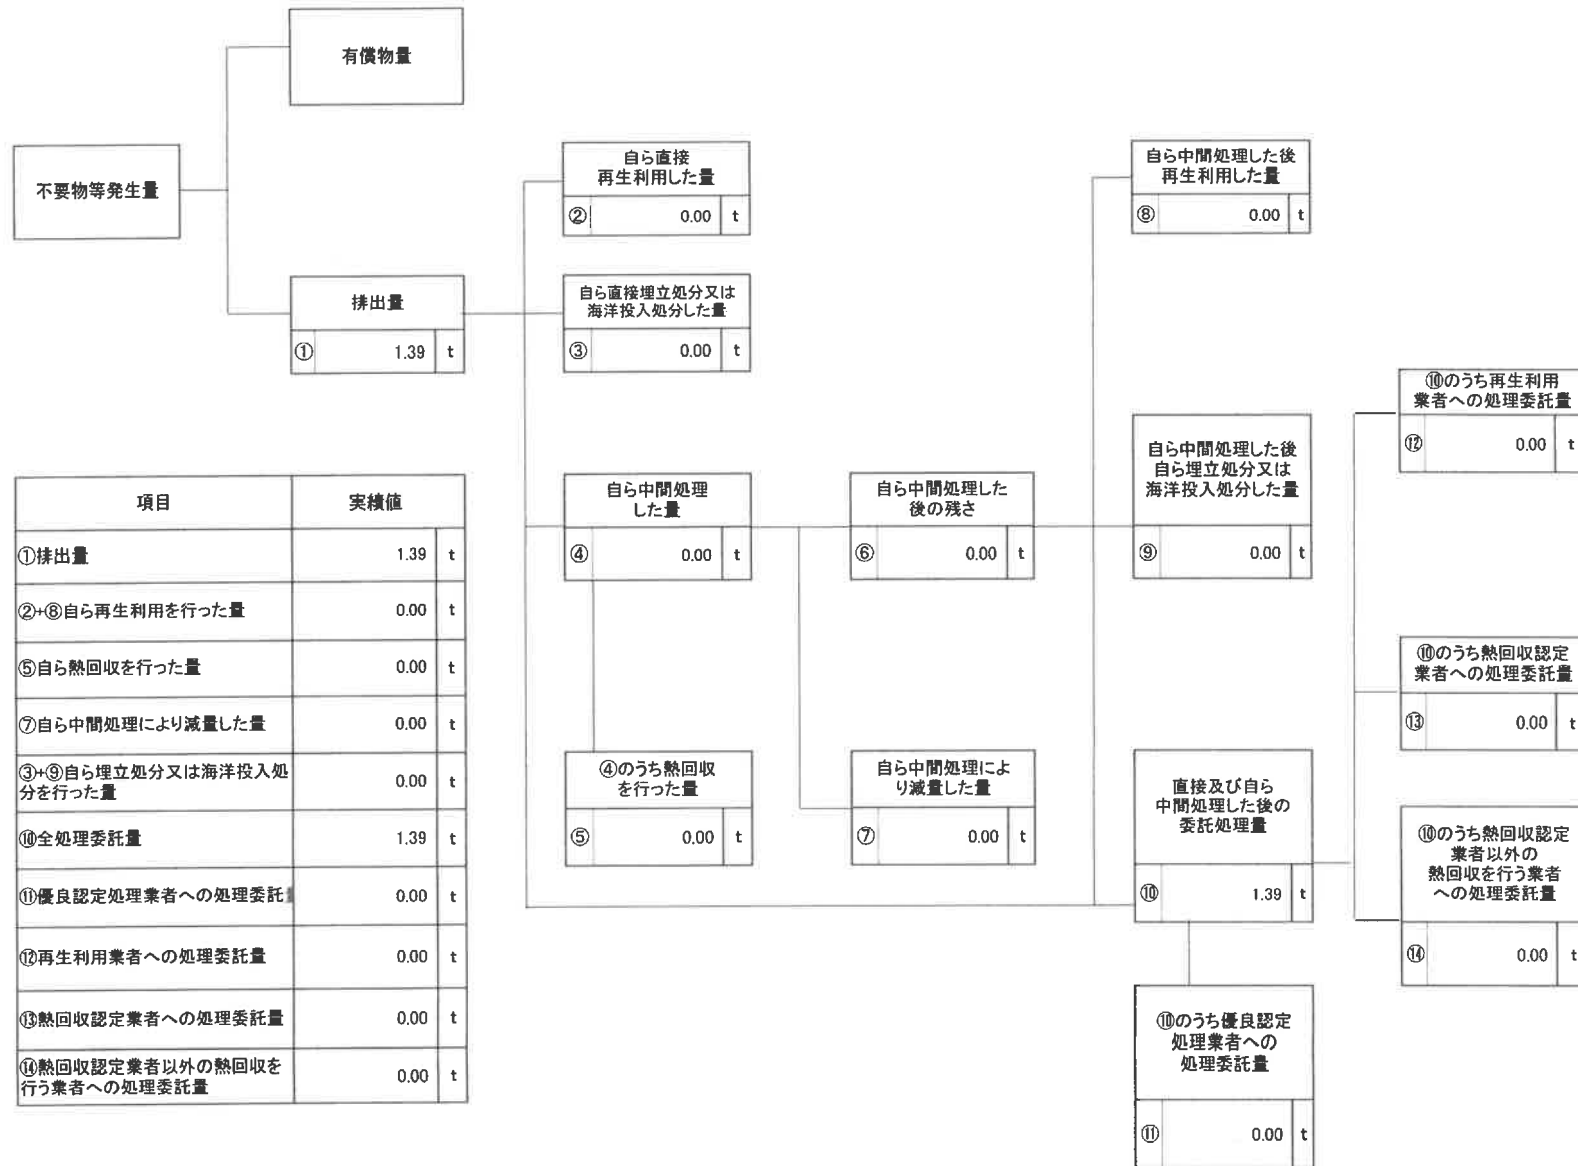 有償物量
不要物等発生量
排出量
① 1.39 t
自ら直接
再生利用した量
② 0.00 t
自ら直接埋立処分又は
海洋投入処分した量
③ 0.00 t
自ら中間処理
した量
④ 0.00 t
④のうち熱回収
を行った量
⑤ 0.00 t
自ら中間処理した
後の残さ
⑥ 0.00 t
自ら中間処理によ
り減量した量
⑦ 0.00 t
自ら中間処理した後
再生利用した量
⑧ 0.00 t
自ら中間処理した後
自ら埋立処分又は
海洋投入処分した量
⑨ 0.00 t
直接及び自ら
中間処理した後の
委託処理量
⑩ 1.39 t
⑩のうち優良認定
処理業者への
処理委託量
⑪ 0.00 t
⑩のうち再生利用
業者への処理委託量
⑫ 0.00 t
⑩のうち熱回収認定
業者への処理委託量
⑬ 0.00 t
⑩のうち熱回収認定
業者以外の
熱回収を行う業者
への処理委託量
⑭ 0.00 t
項目 実績値
①排出量 1.39 t
②+⑧自ら再生利用を行った量 0.00 t
⑤自ら熱回収を行った量 0.00 t
⑦自ら中間処理により減量した量 0.00 t
③+⑨自ら埋立処分又は海洋投入処
分を行った量 0.00 t
⑩全処理委託量 1.39 t
⑪優良認定処理業者への処理委託 0.00 t
⑫再生利用業者への処理委託量 0.00 t
⑬熱回収認定業者への処理委託量 0.00 t
⑭熱回収認定業者以外の熱回収を
行う業者への処理委託量 0.00 t